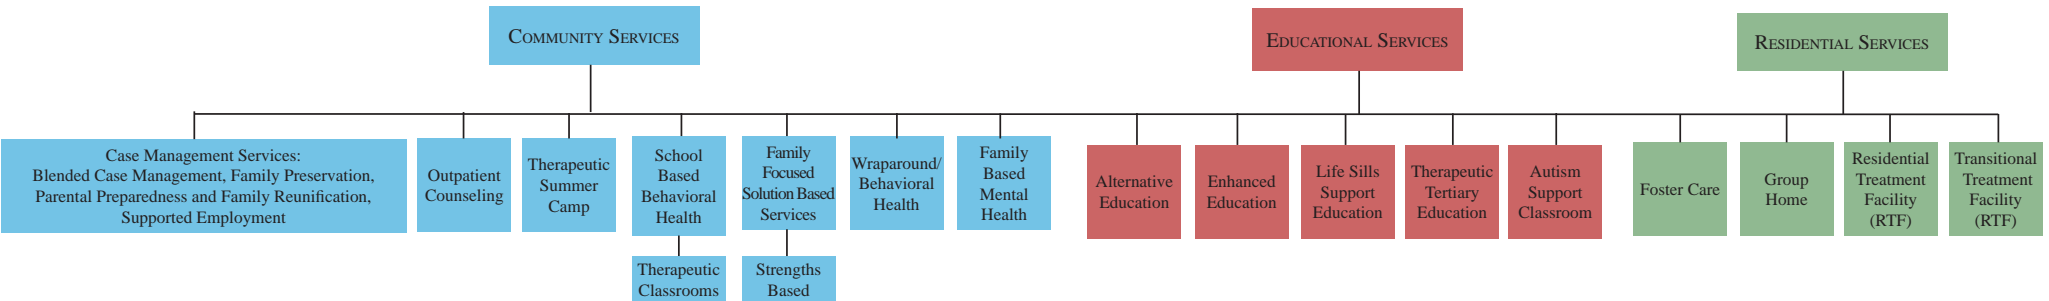 COMMUNITY SERVICES
EDUCATIONAL SERVICES
RESIDENTIAL SERVICES
Case Management Services:
Blended Case Management, Family Preservation,
Parental Preparedness and Family Reunification,
Supported Employment
Outpatient
Counseling
Therapeutic
Summer
Camp
School
Based
Behavioral
Health
Family
Focused
Solution Based
Services
Wraparound/
Behavioral
Health
Family
Based
Mental
Health
Alternative
Education
Enhanced
Education
Life Sills
Support
Education
Therapeutic
Tertiary
Education
Autism
Support
Classroom
Foster Care
Group
Home
Residential
Treatment
Facility
(RTF)
Transitional
Treatment
Facility
(RTF)
Therapeutic
Classrooms
Strengths
Based